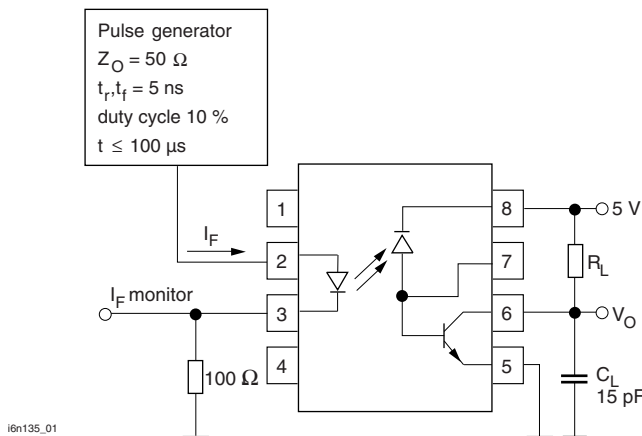 Pulse generator
Z_O = 50 Ω
t_r,t_f = 5 ns
duty cycle 10 %
t ≤ 100 µs
1
8
5 V
I_F
2
7
R_L
I_F monitor
3
6
V_O
4
5
100 Ω
C_L
15 pF
i6n135_01